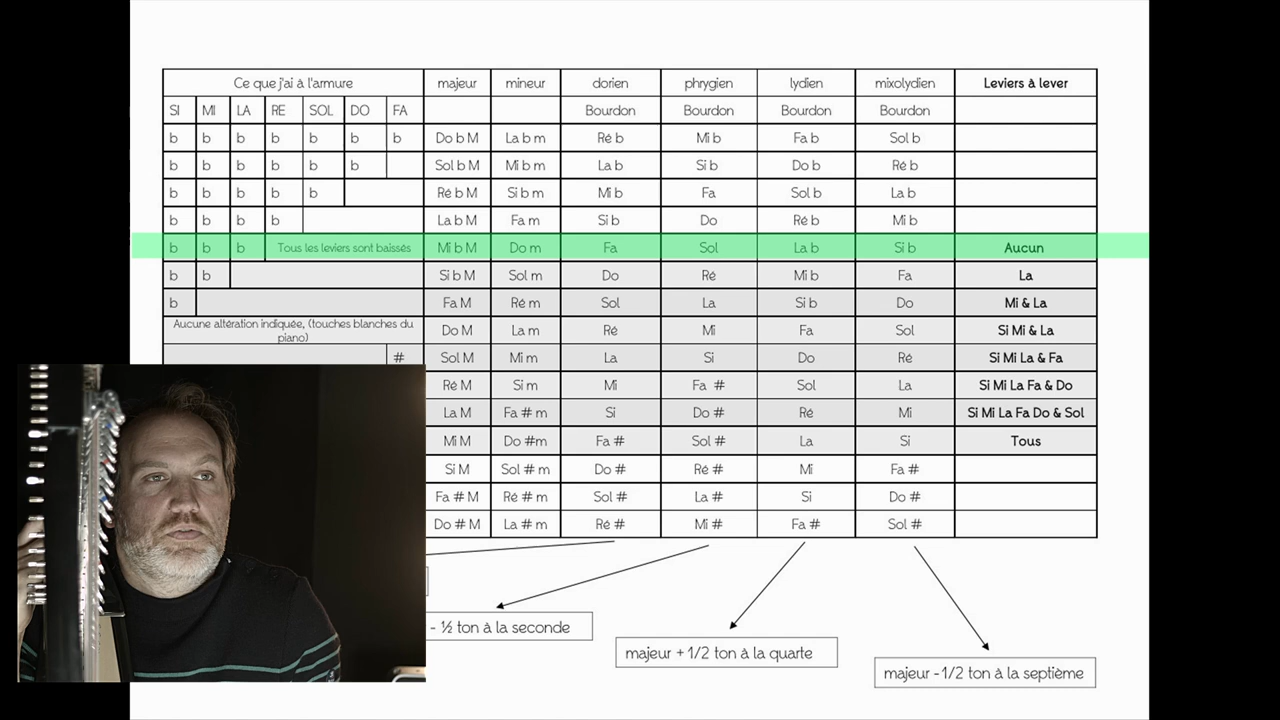 Ce que j'ai à l'armure majeur mineur dorien phrygien lydien mixolydien Leviers à lever
SI MI LA RE SOL DO FA Bourdon Bourdon Bourdon Bourdon
b b b b b b b Do b M La b m Ré b Mi b Fa b Sol b
b b b b b b Sol b M Mi b m La b Si b Do b Ré b
b b b b b Ré b M Si b m Mi b Fa Sol b La b
b b b b La b M Fa m Si b Do Ré b Mi b
b b b Tous les leviers sont baissés Mi b M Do m Fa Sol La b Si b Aucun
b b Si b M Sol m Do Ré Mi b Fa La
b Fa M Ré m Sol La Si b Do Mi & La
Aucune altération indiquée, (touches blanches du
piano) Do M La m Ré Mi Fa Sol Si Mi & La
# Sol M Mi m La Si Do Ré Si Mi La & Fa
Ré M Si m Mi Fa # Sol La Si Mi La Fa & Do
La M Fa # m Si Do # Ré Mi Si Mi La Fa Do & Sol
Mi M Do #m Fa # Sol # La Si Tous
Si M Sol # m Do # Ré # Mi Fa #
Fa # M Ré # m Sol # La # Si Do #
Do # M La # m Ré # Mi # Fa # Sol #
- ½ ton à la seconde
majeur + 1/2 ton à la quarte
majeur -1/2 ton à la septième